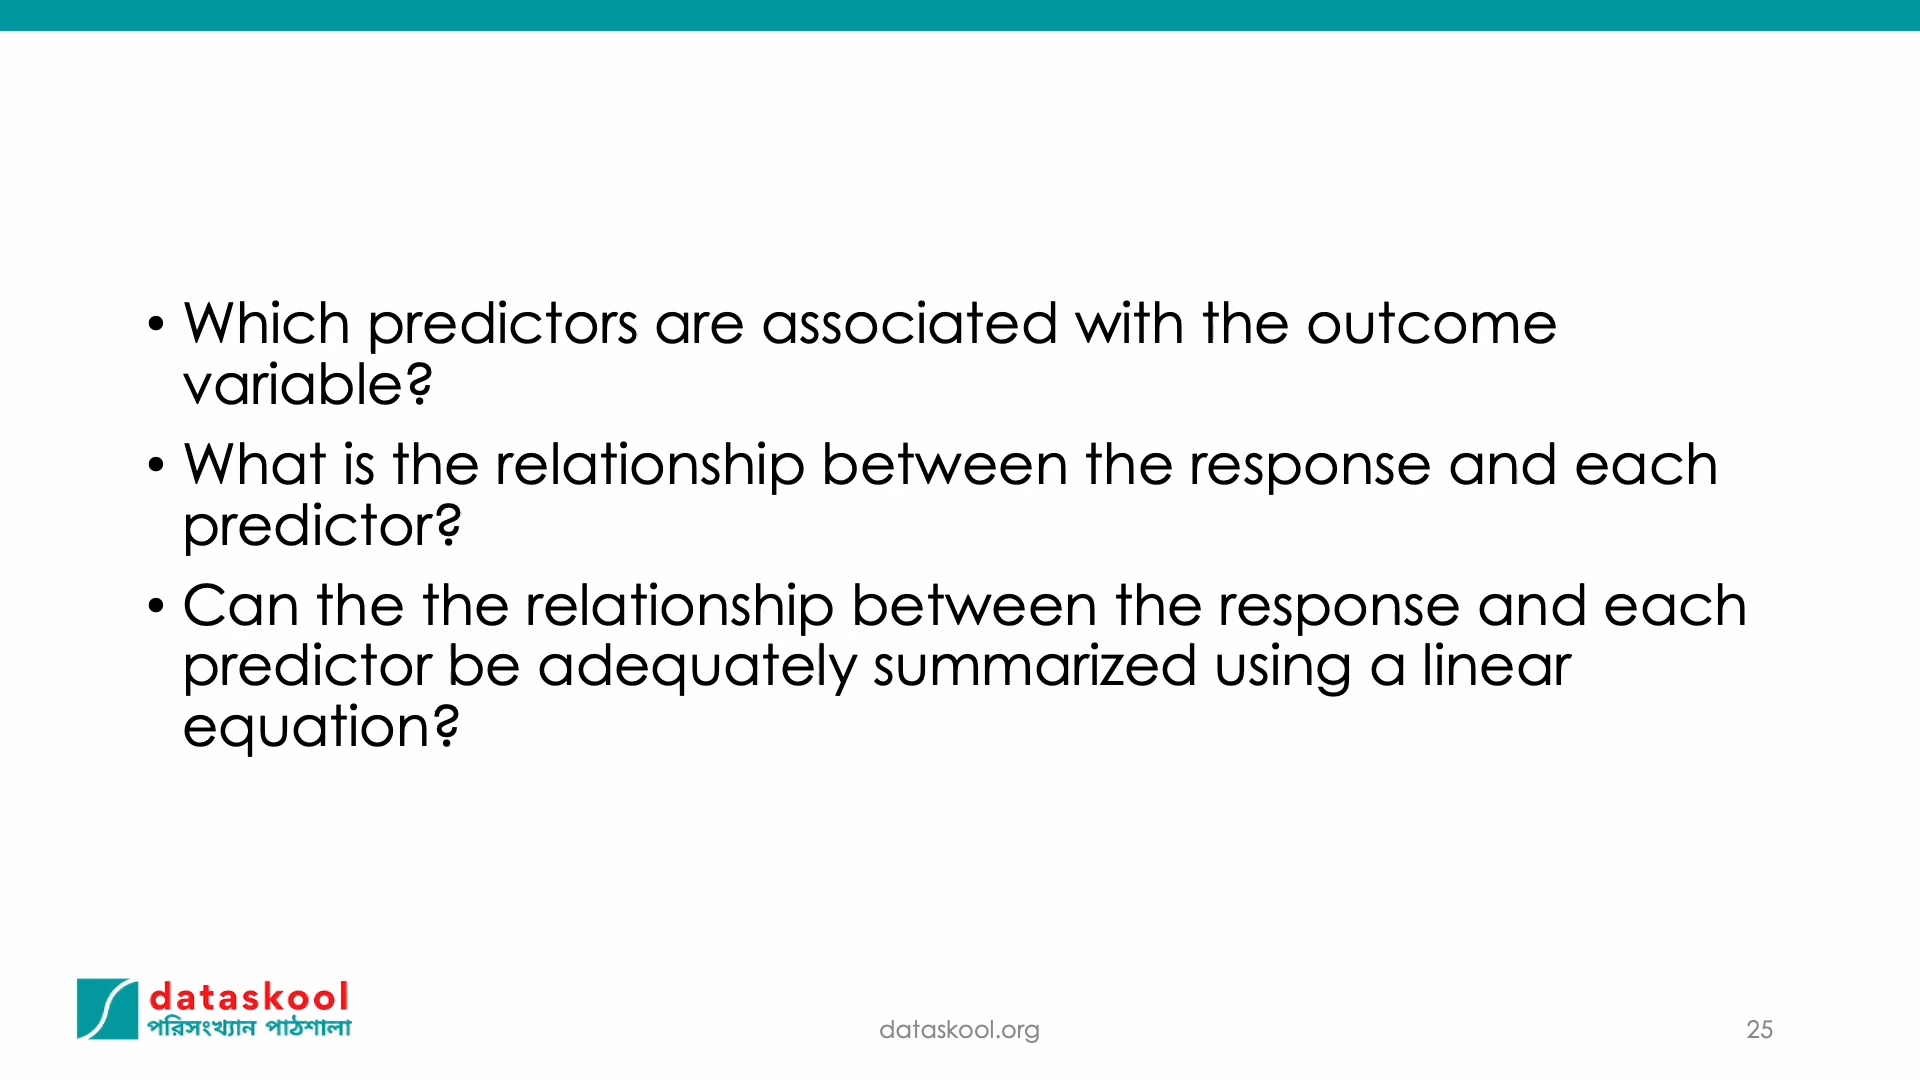 • Which predictors are associated with the outcome
variable?
• What is the relationship between the response and each
predictor?
• Can the the relationship between the response and each
predictor be adequately summarized using a linear
equation?
dataskool
পরিসংখ্যান পাঠশালা
dataskool.org
25